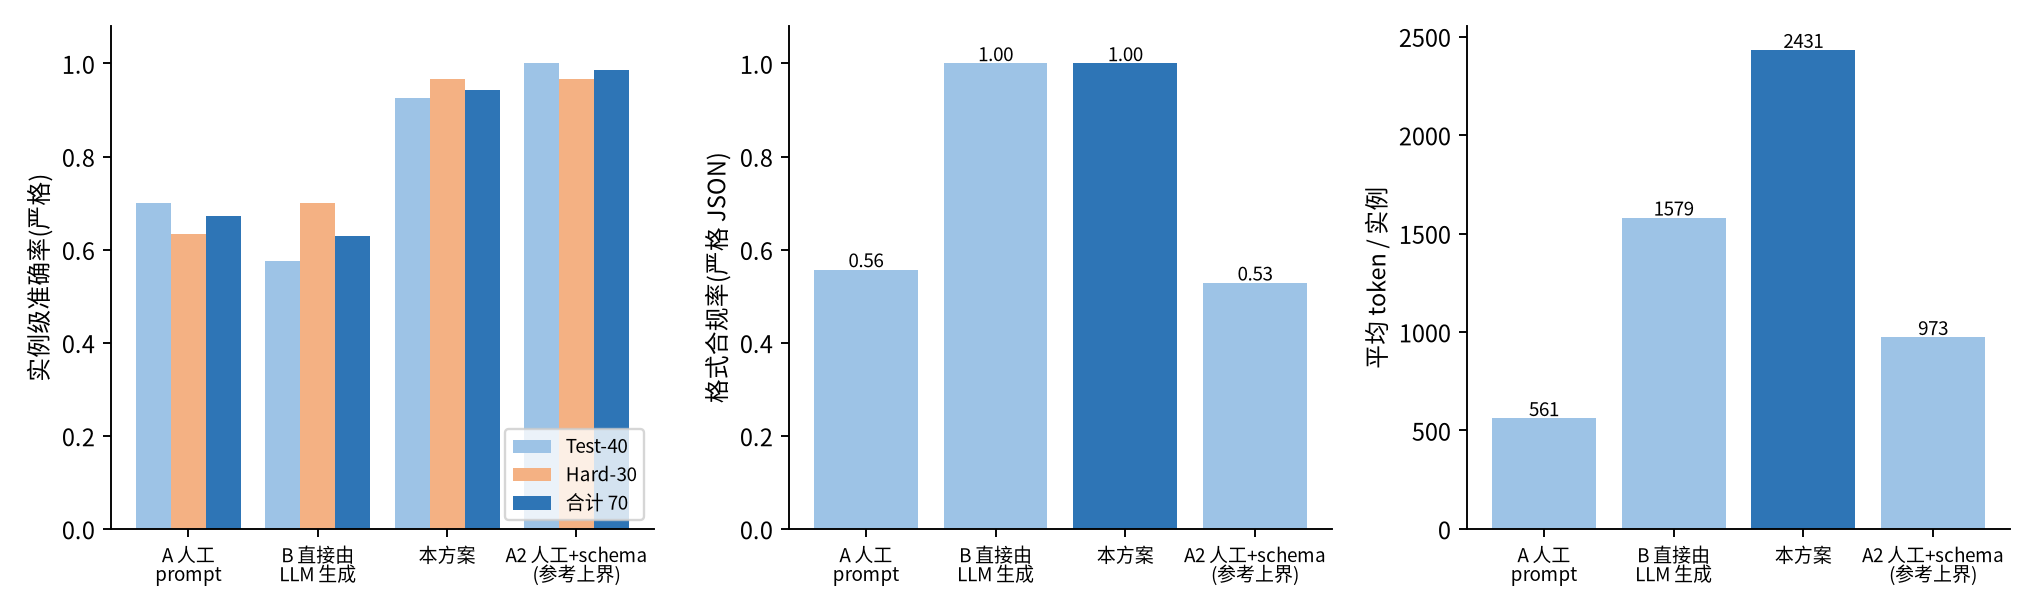 实例级准确率(严格)
1.0
0.8
0.6
0.4
0.2
0.0
A 人工
prompt
B 直接由
LLM 生成
本方案
A2 人工+schema
(参考上界)
Test-40
Hard-30
合计 70
格式合规率(严格 JSON)
1.0
0.8
0.6
0.4
0.2
0.0
0.56
1.00
1.00
0.53
A 人工
prompt
B 直接由
LLM 生成
本方案
A2 人工+schema
(参考上界)
平均 token / 实例
2500
2000
1500
1000
500
0
561
1579
2431
973
A 人工
prompt
B 直接由
LLM 生成
本方案
A2 人工+schema
(参考上界)